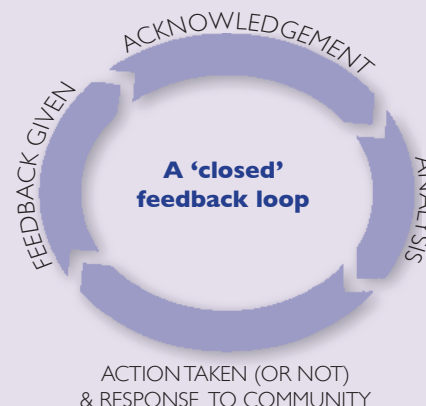 ACKNOWLEDGEMENT
FEEDBACK GIVEN
A ‘closed’
feedback loop
ANALYSIS
ACTION TAKEN (OR NOT)
& RESPONSE TO COMMUNITY